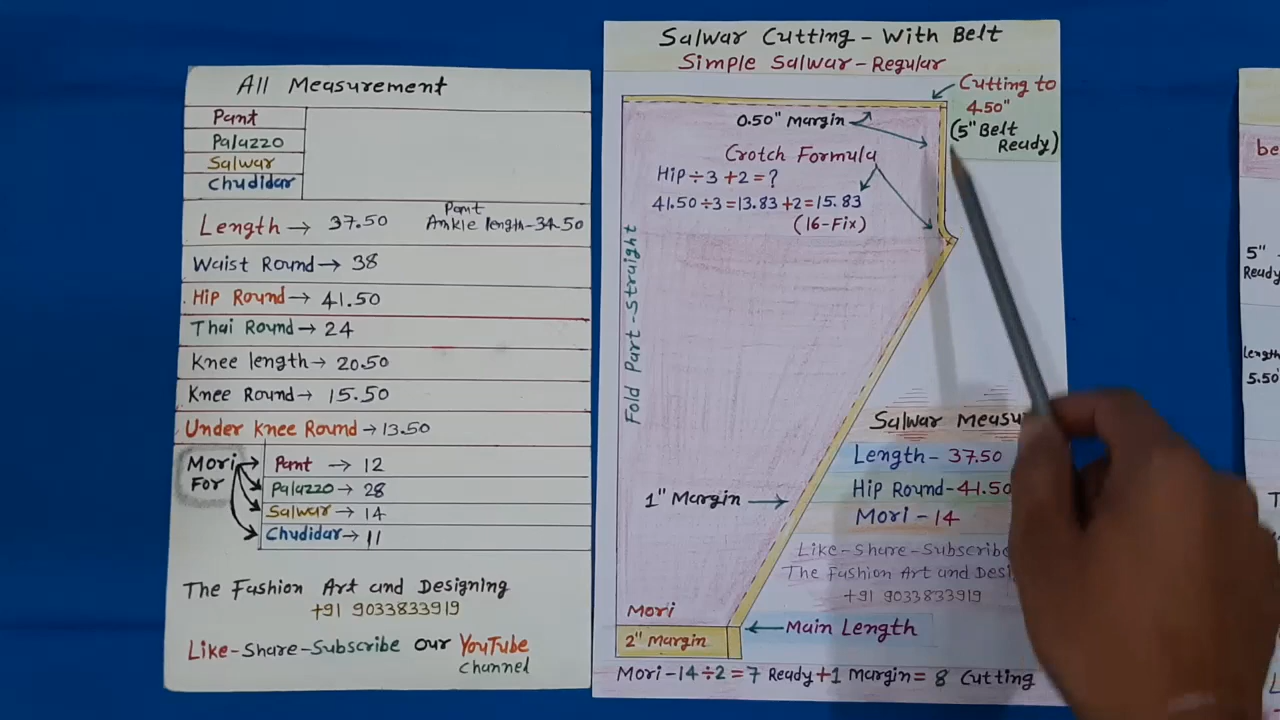 All Measurement
Pant
Palazzo
Salwar
Chudidar
Length → 37.50
Pant
Ankle length-34.50
Waist Round → 38
Hip Round → 41.50
Thai Round → 24
Knee length → 20.50
Knee Round → 15.50
Under Knee Round → 13.50
Mori
For
Pant → 12
Palazzo → 28
Salwar → 14
Chudidar → 11
The Fashion Art and Designing
+91 9033833919
Like-Share-Subscribe our YouTube
channel
Salwar Cutting - With Belt
Simple Salwar - Regular
Cutting to
4.50"
(5" Belt
Ready)
0.50" Margin
Crotch Formula
Hip ÷ 3 + 2 = ?
41.50 ÷ 3 = 13.83 + 2 = 15.83
(16-Fix)
Fold Part - Straight
1" Margin
Salwar Measu
Length - 37.50
Hip Round - 41.50
Mori - 14
Like-Share-Subscribe
The Fashion Art and Desi
+91 9033833919
Mori
2" Margin
Main Length
Mori - 14 ÷ 2 = 7 Ready + 1 Margin = 8 Cutting
be
5"
Ready
Length
5.50